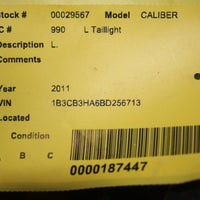 Stock # 00029567 Model CALIBER
C # 990 L Taillight
Description L.
Comments
Year 2011
VIN 1B3CB3HA6BD256713
Located
Condition
A B C
0000187447